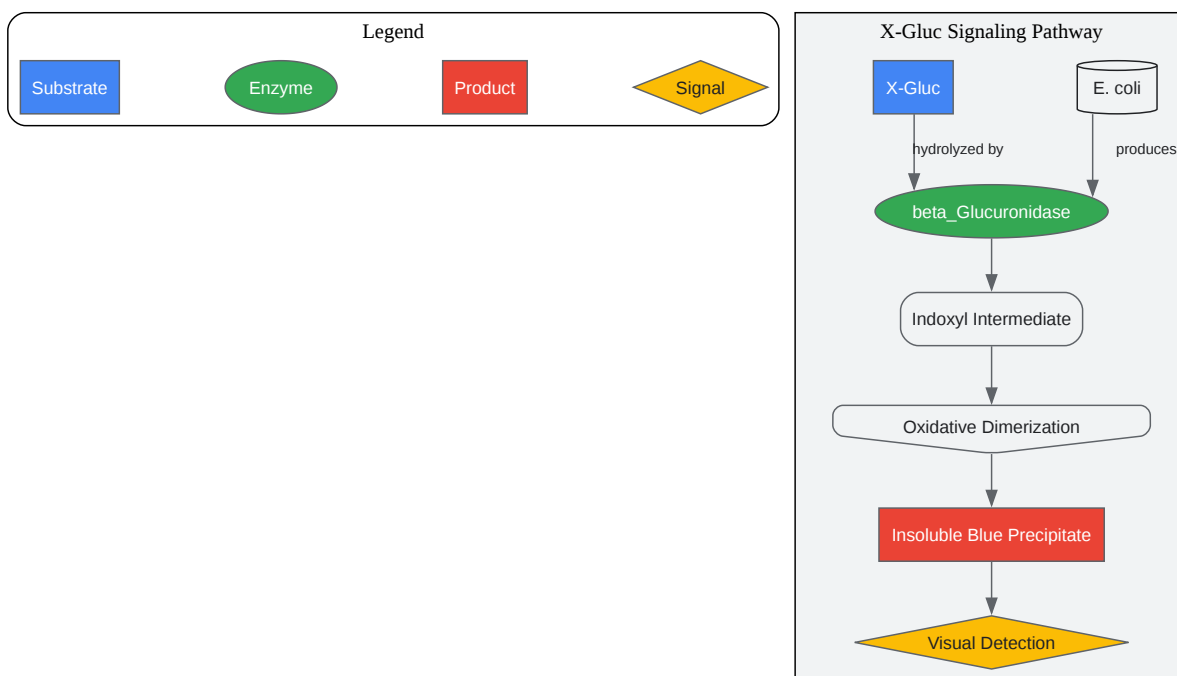 Legend
Substrate
Enzyme
Product
Signal
X-Gluc Signaling Pathway
X-Gluc
E. coli
hydrolyzed by
produces
beta_Glucuronidase
Indoxyl Intermediate
Oxidative Dimerization
Insoluble Blue Precipitate
Visual Detection